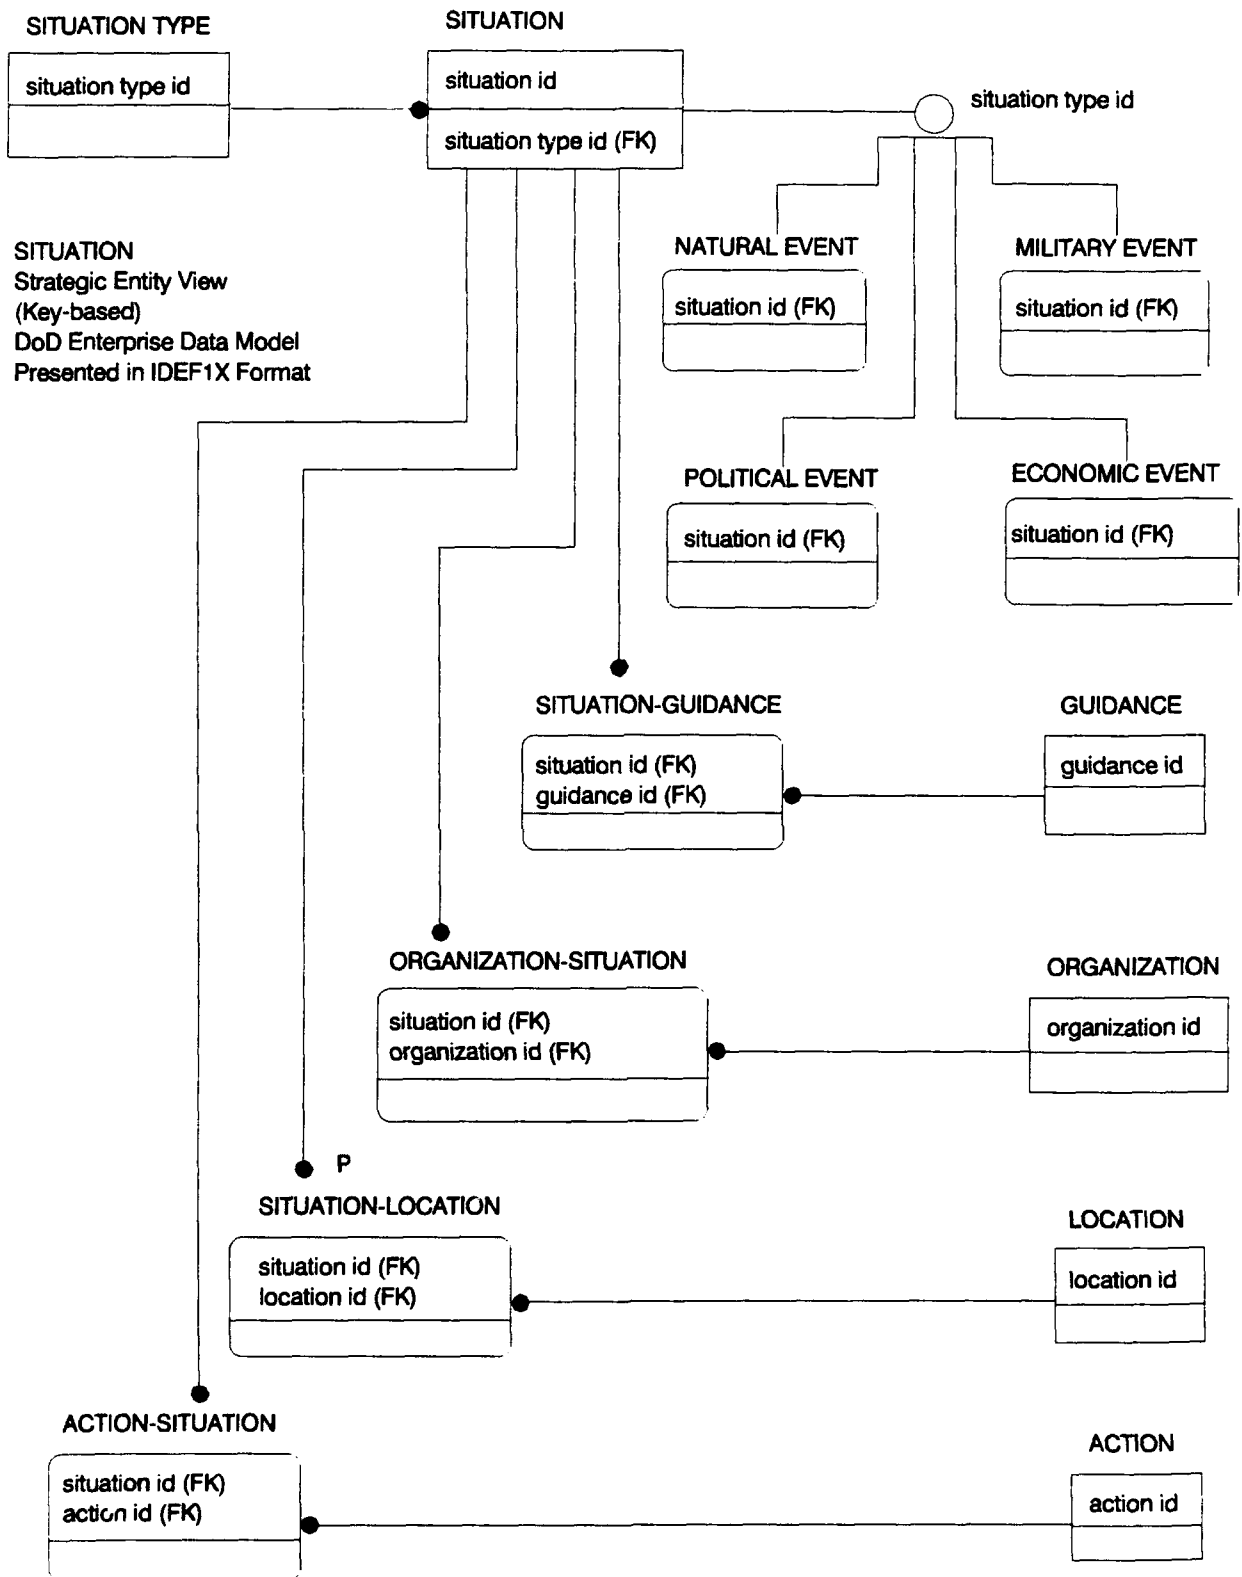 SITUATION TYPE
situation type id
SITUATION
situation id
situation type id (FK)
situation type id
SITUATION
Strategic Entity View
(Key-based)
DoD Enterprise Data Model
Presented in IDEF1X Format
NATURAL EVENT
situation id (FK)
MILITARY EVENT
situation id (FK)
POLITICAL EVENT
situation id (FK)
ECONOMIC EVENT
situation id (FK)
SITUATION-GUIDANCE
situation id (FK)
guidance id (FK)
GUIDANCE
guidance id
ORGANIZATION-SITUATION
situation id (FK)
organization id (FK)
ORGANIZATION
organization id
P
SITUATION-LOCATION
situation id (FK)
location id (FK)
LOCATION
location id
ACTION-SITUATION
situation id (FK)
action id (FK)
ACTION
action id